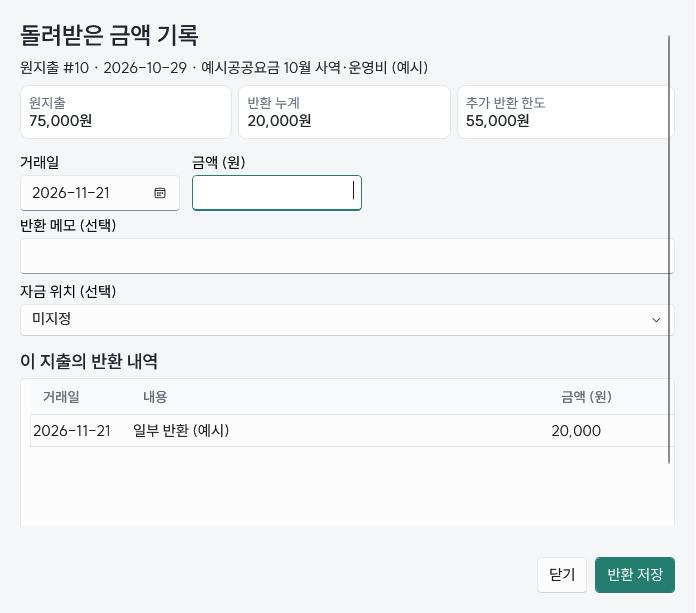 돌려받은 금액 기록
원지출 #10 · 2026-10-29 · 예시공공요금 10월 사역·운영비 (예시)
원지출 반환 누계 추가 반환 한도
75,000원 20,000원 55,000원
거래일 금액 (원)
2026-11-21
반환 메모 (선택)
자금 위치 (선택)
미지정
이 지출의 반환 내역
거래일 내용 금액 (원)
2026-11-21 일부 반환 (예시) 20,000
닫기 반환 저장